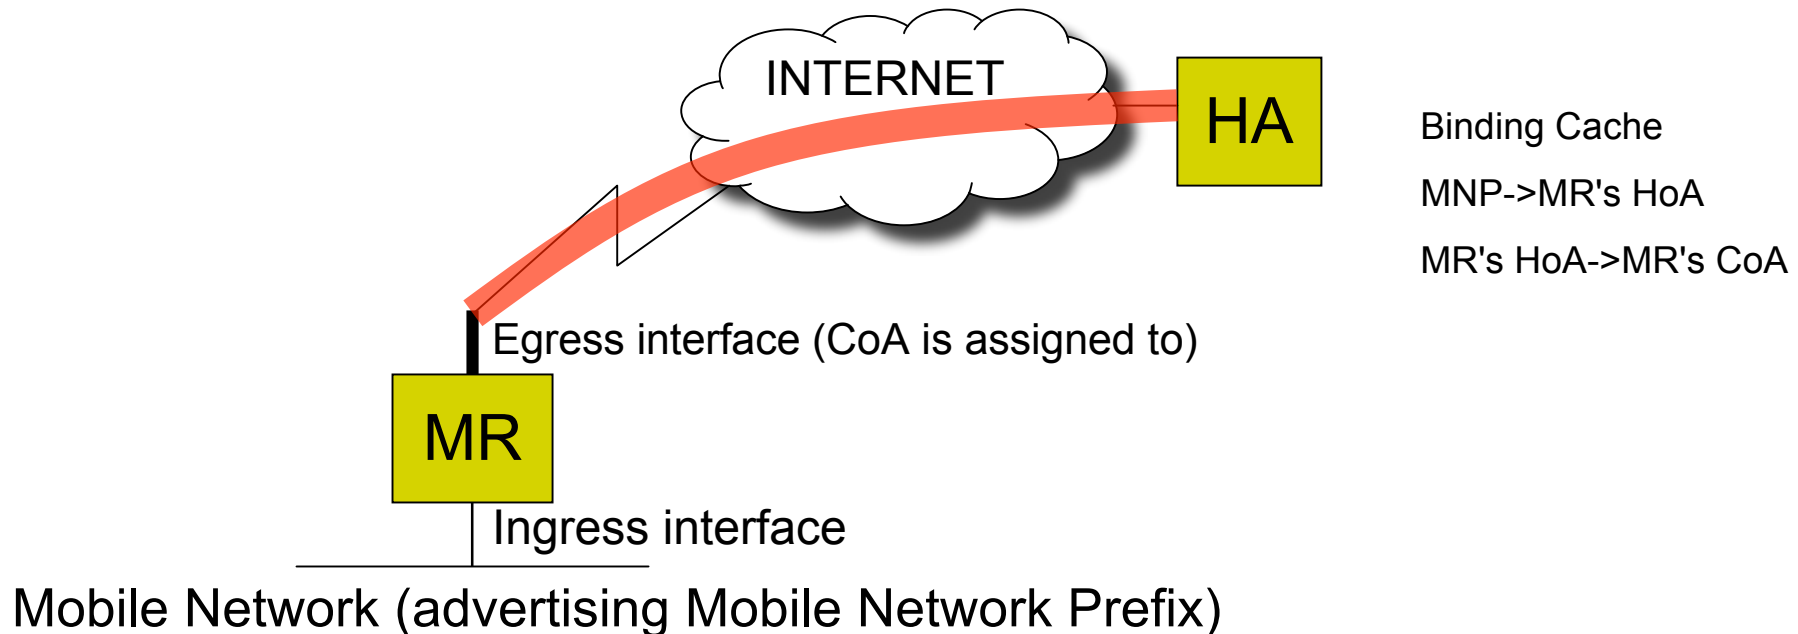 INTERNET
HA
Binding Cache
MNP->MR's HoA
MR's HoA->MR's CoA
Egress interface (CoA is assigned to)
MR
Ingress interface
Mobile Network (advertising Mobile Network Prefix)